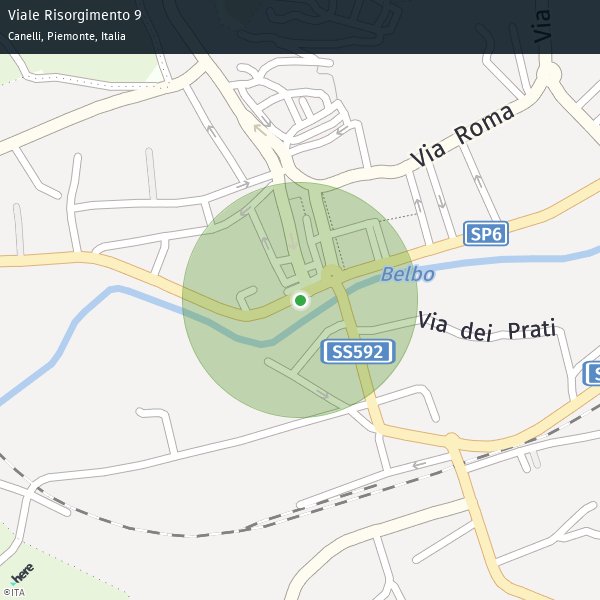 Viale Risorgimento 9
Canelli, Piemonte, Italia
Via
Via Roma
SP6
Belbo
Via dei Prati
SS592
S
here
©ITA